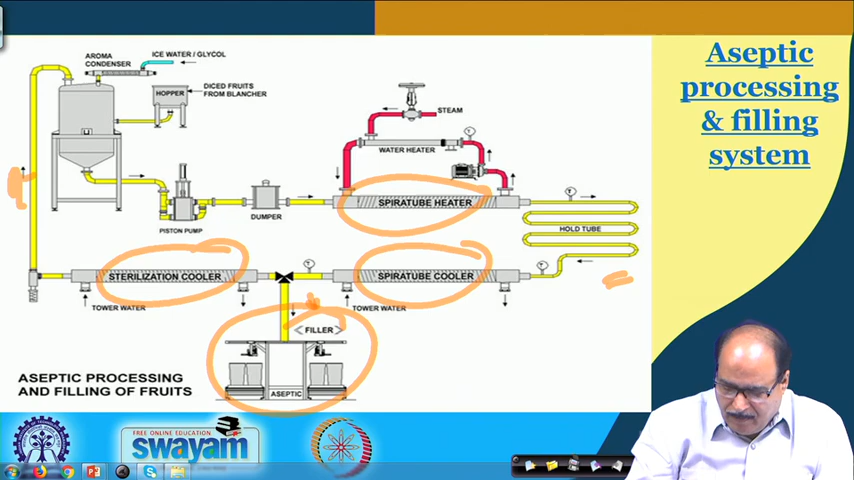 Aseptic
processing
& filling
system
AROMA
CONDENSER
ICE WATER / GLYCOL
HOPPER
DICED FRUITS
FROM BLANCHER
STEAM
T
WATER HEATER
PISTON PUMP
DUMPER
SPIRATUBE HEATER
T
HOLD TUBE
STERILIZATION COOLER
T
SPIRATUBE COOLER
T
TOWER WATER
TOWER WATER
FILLER
ASEPTIC
ASEPTIC PROCESSING
AND FILLING OF FRUITS
FREE ONLINE EDUCATION
swayam